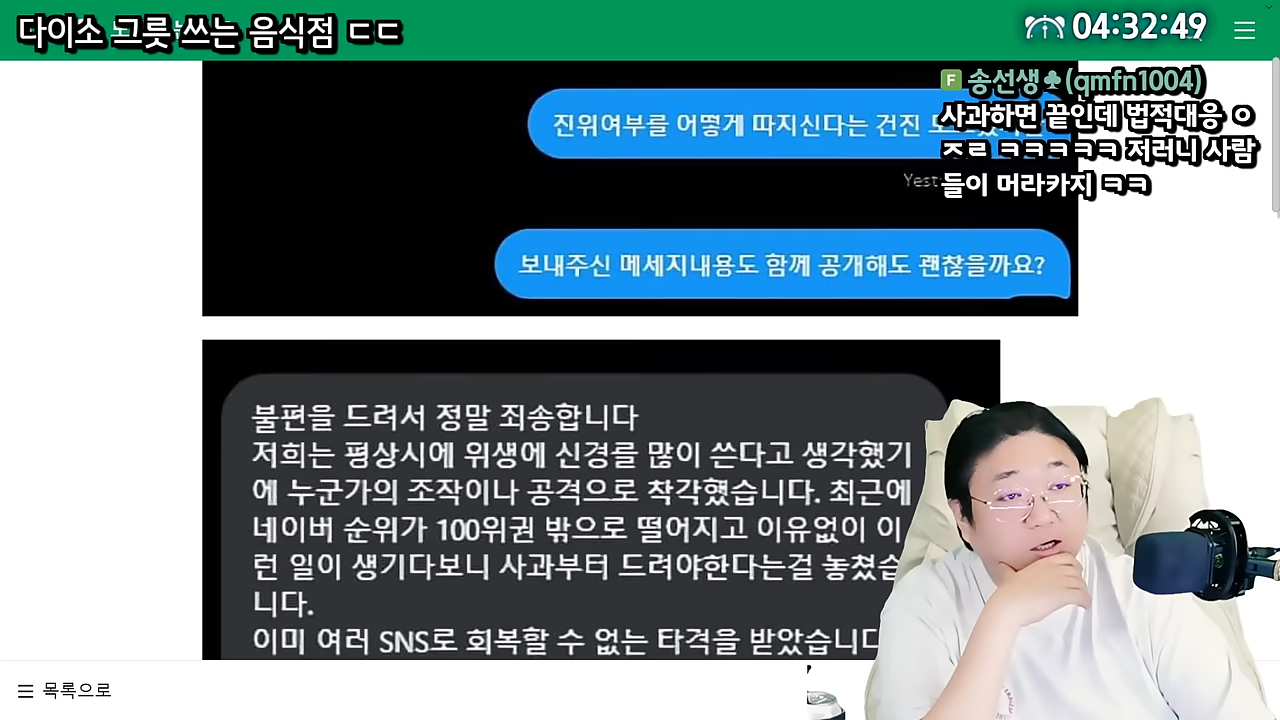 다이소 그릇 쓰는 음식점 ㄷㄷ
04:32:49
F 송선생♣(qmfn1004)
사과하면 끝인데 법적대응 ㅇ
ㅈㄹ ㅋㅋㅋㅋㅋ 저러니 사람
들이 머라카지 ㅋㅋ
진위여부를 어떻게 따지신다는 건진
보내주신 메세지내용도 함께 공개해도 괜찮을까요?
불편을 드려서 정말 죄송합니다
저희는 평상시에 위생에 신경를 많이 쓴다고 생각했기
에 누군가의 조작이나 공격으로 착각했습니다. 최근에
네이버 순위가 100위권 밖으로 떨어지고 이유없이 이
런 일이 생기다보니 사과부터 드려야한다는걸 놓쳤습
니다.
이미 여러 SNS로 회복할 수 없는 타격을 받았습니다
목록으로